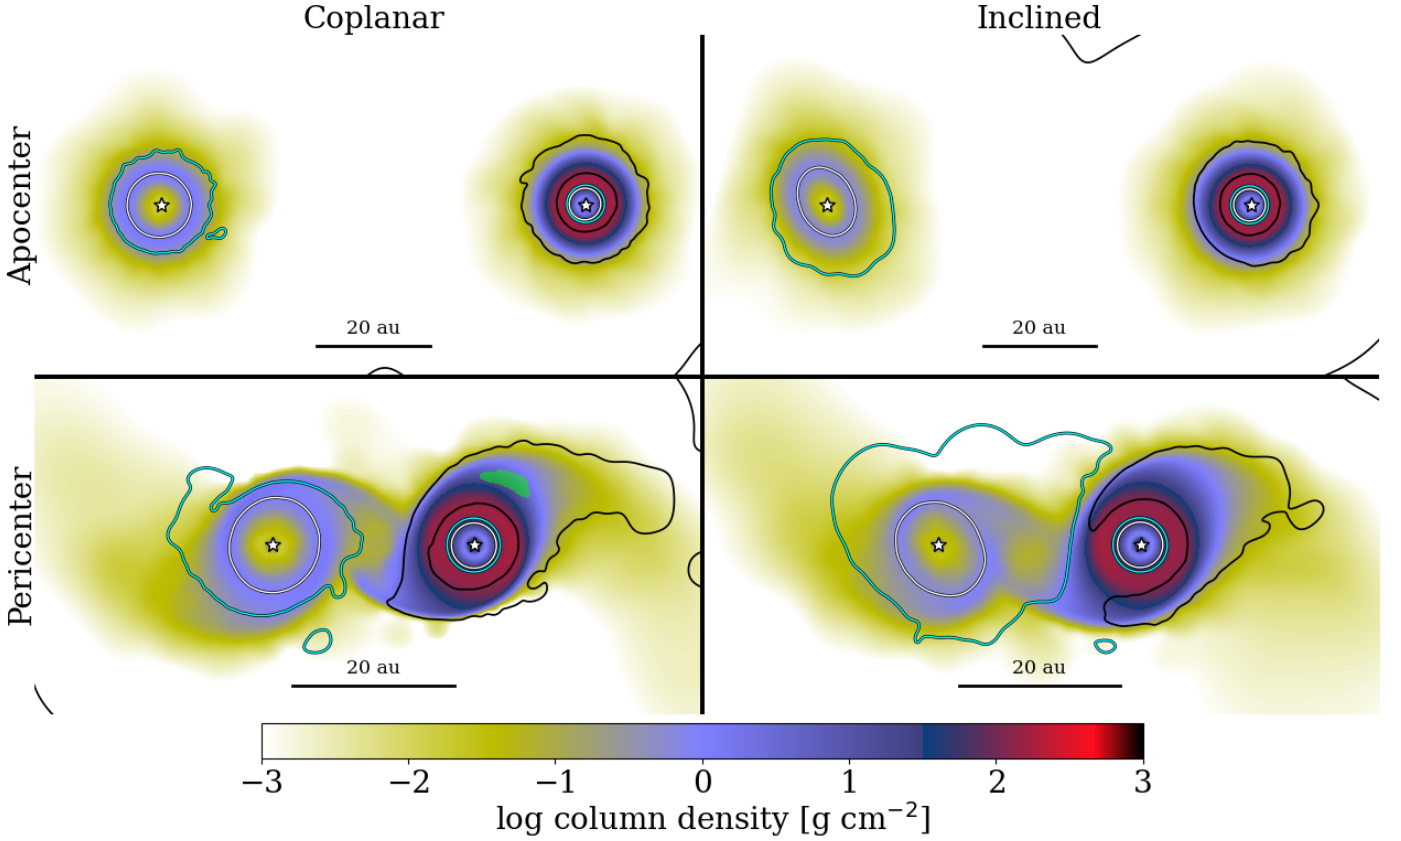 Coplanar
Inclined
Apocenter
20 au
20 au
Pericenter
20 au
20 au
−3
−2
−1
0
1
2
3
log column density [g cm⁻²]